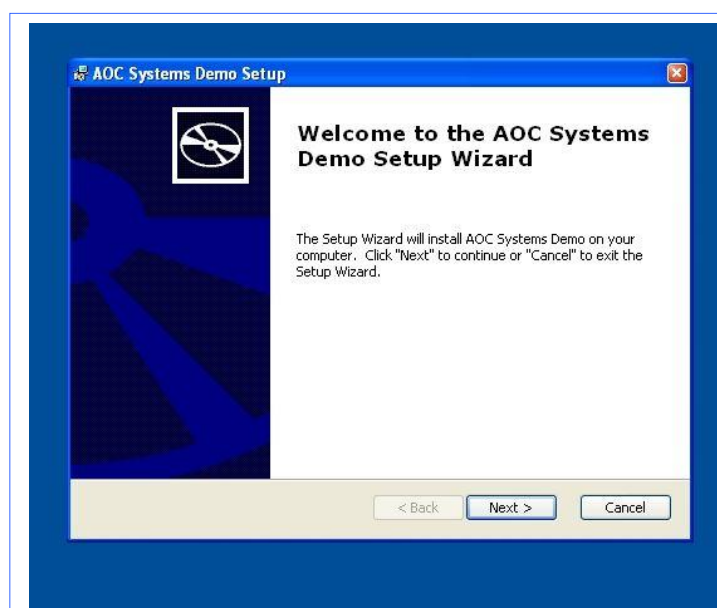 AOC Systems Demo Setup
Welcome to the AOC Systems
Demo Setup Wizard
The Setup Wizard will install AOC Systems Demo on your
computer. Click "Next" to continue or "Cancel" to exit the
Setup Wizard.
< Back Next > Cancel